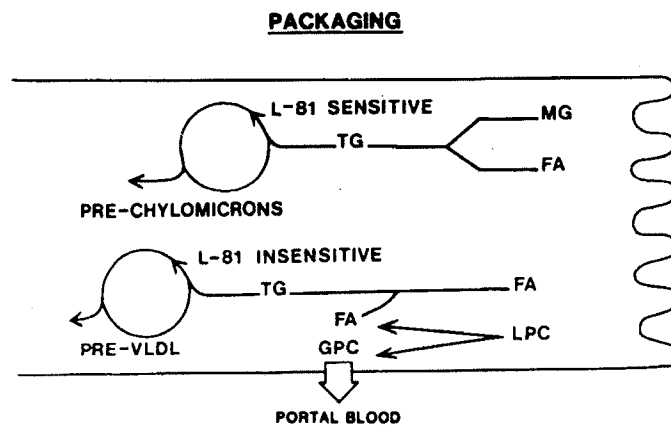 PACKAGING
L-81 SENSITIVE
MG
TG
FA
PRE-CHYLOMICRONS
L-81 INSENSITIVE
TG
FA
FA
LPC
GPC
PRE-VLDL
PORTAL BLOOD